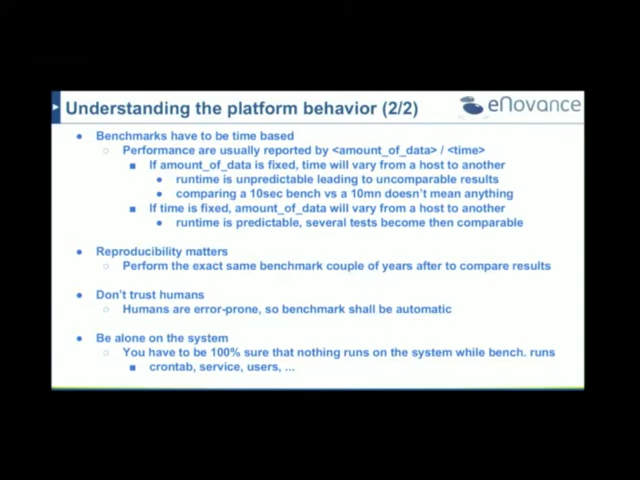 Understanding the platform behavior (2/2)
eNovance
Benchmarks have to be time based
Performance are usually reported by <amount_of_data> / <time>
If amount_of_data is fixed, time will vary from a host to another
runtime is unpredictable leading to uncomparable results
comparing a 10sec bench vs a 10mn doesn't mean anything
If time is fixed, amount_of_data will vary from a host to another
runtime is predictable, several tests become then comparable
Reproducibility matters
Perform the exact same benchmark couple of years after to compare results
Don't trust humans
Humans are error-prone, so benchmark shall be automatic
Be alone on the system
You have to be 100% sure that nothing runs on the system while bench. runs
crontab, service, users, ...